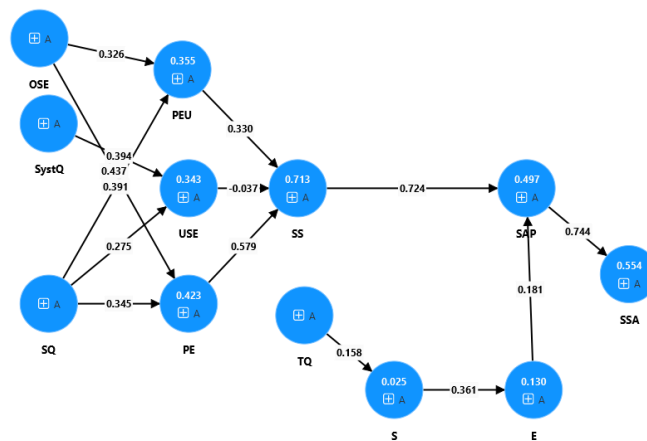 A
OSE
0.326
0.355
A
PEU
A
SystQ
0.330
0.394
0.437
0.391
0.343
A
USE
-0.037
0.713
A
SS
0.724
0.497
A
SAP
0.744
0.554
A
SSA
0.275
0.579
0.181
A
SQ
0.345
0.423
A
PE
A
TQ
0.158
0.025
A
S
0.361
0.130
A
E